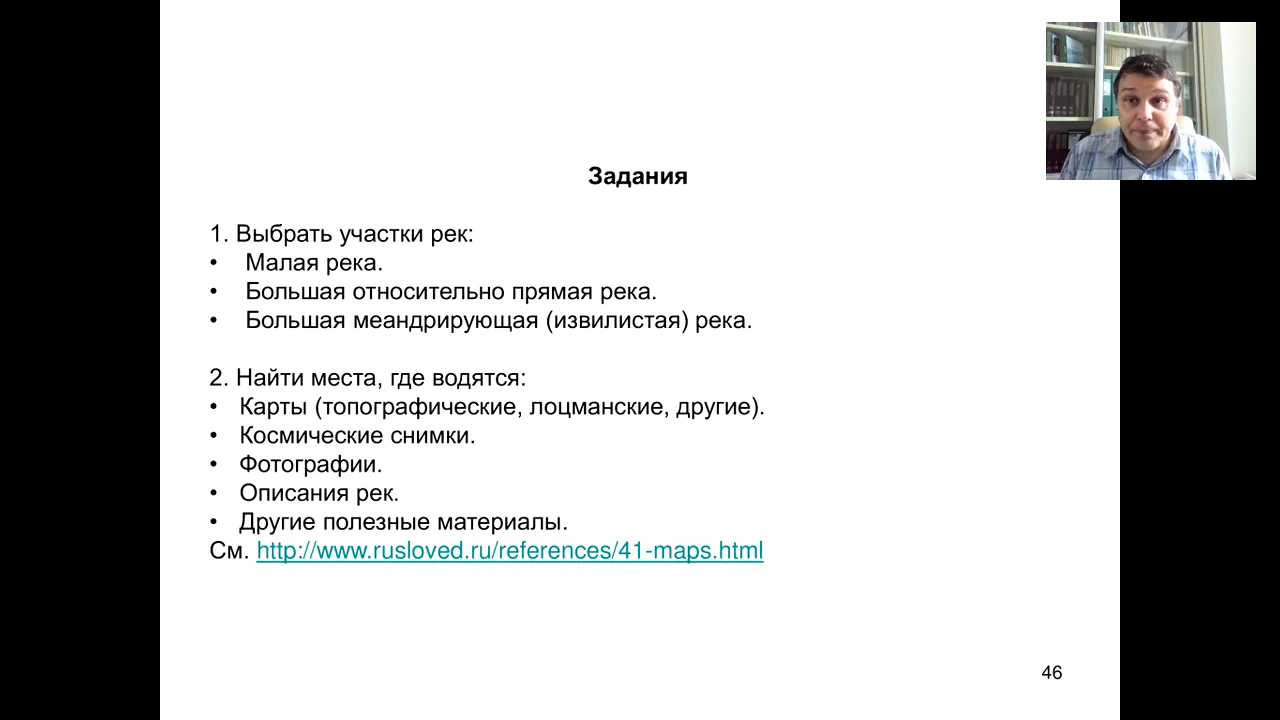 Задания
1. Выбрать участки рек:
• Малая река.
• Большая относительно прямая река.
• Большая меандрирующая (извилистая) река.
2. Найти места, где водятся:
• Карты (топографические, лоцманские, другие).
• Космические снимки.
• Фотографии.
• Описания рек.
• Другие полезные материалы.
См. http://www.rusloved.ru/references/41-maps.html
46